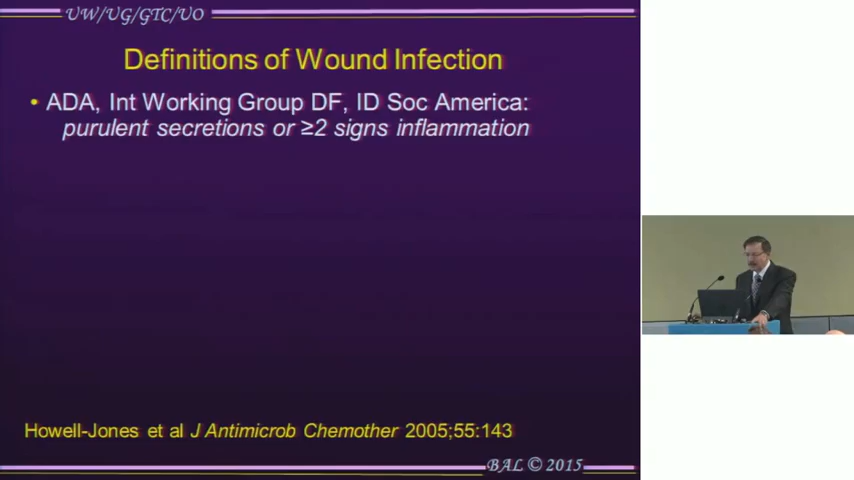 UW/UG/GTC/UO
Definitions of Wound Infection
• ADA, Int Working Group DF, ID Soc America:
purulent secretions or ≥2 signs inflammation
Howell-Jones et al J Antimicrob Chemother 2005;55:143
BAL © 2015